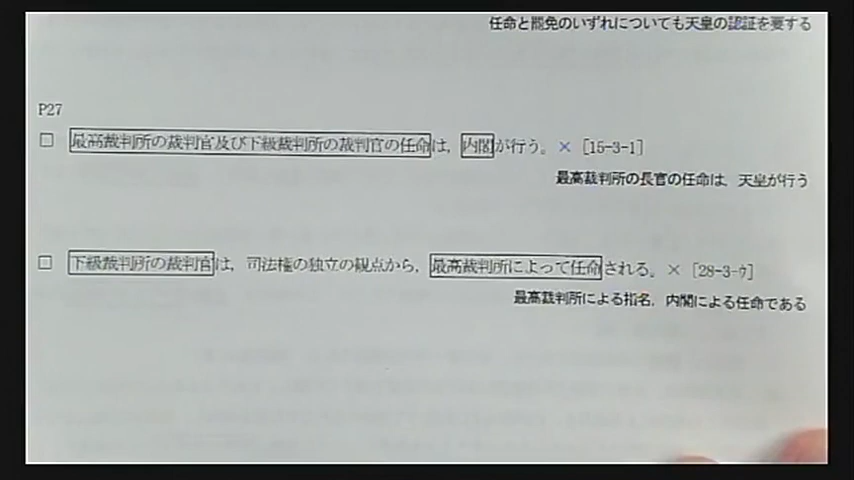 任命と罷免のいずれについても天皇の認証を要する
P27
□ 最高裁判所の裁判官及び下級裁判所の裁判官の任命は，内閣が行う。× [15-3-1]
最高裁判所の長官の任命は，天皇が行う
□ 下級裁判所の裁判官は，司法権の独立の観点から，最高裁判所によって任命される。× [28-3-ウ]
最高裁判所による指名，内閣による任命である